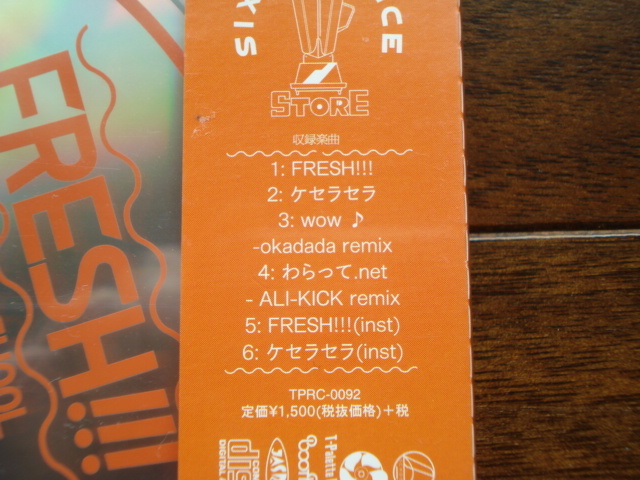 FRESH!!!!
STORE
収録楽曲
1: FRESH!!!
2: ケセラセラ
3: wow ♪
-okadada remix
4: わらって.net
- ALI-KICK remix
5: FRESH!!!(inst)
6: ケセラセラ(inst)
TPRC-0092
定価¥1,500(税抜価格)+税
T-Palette